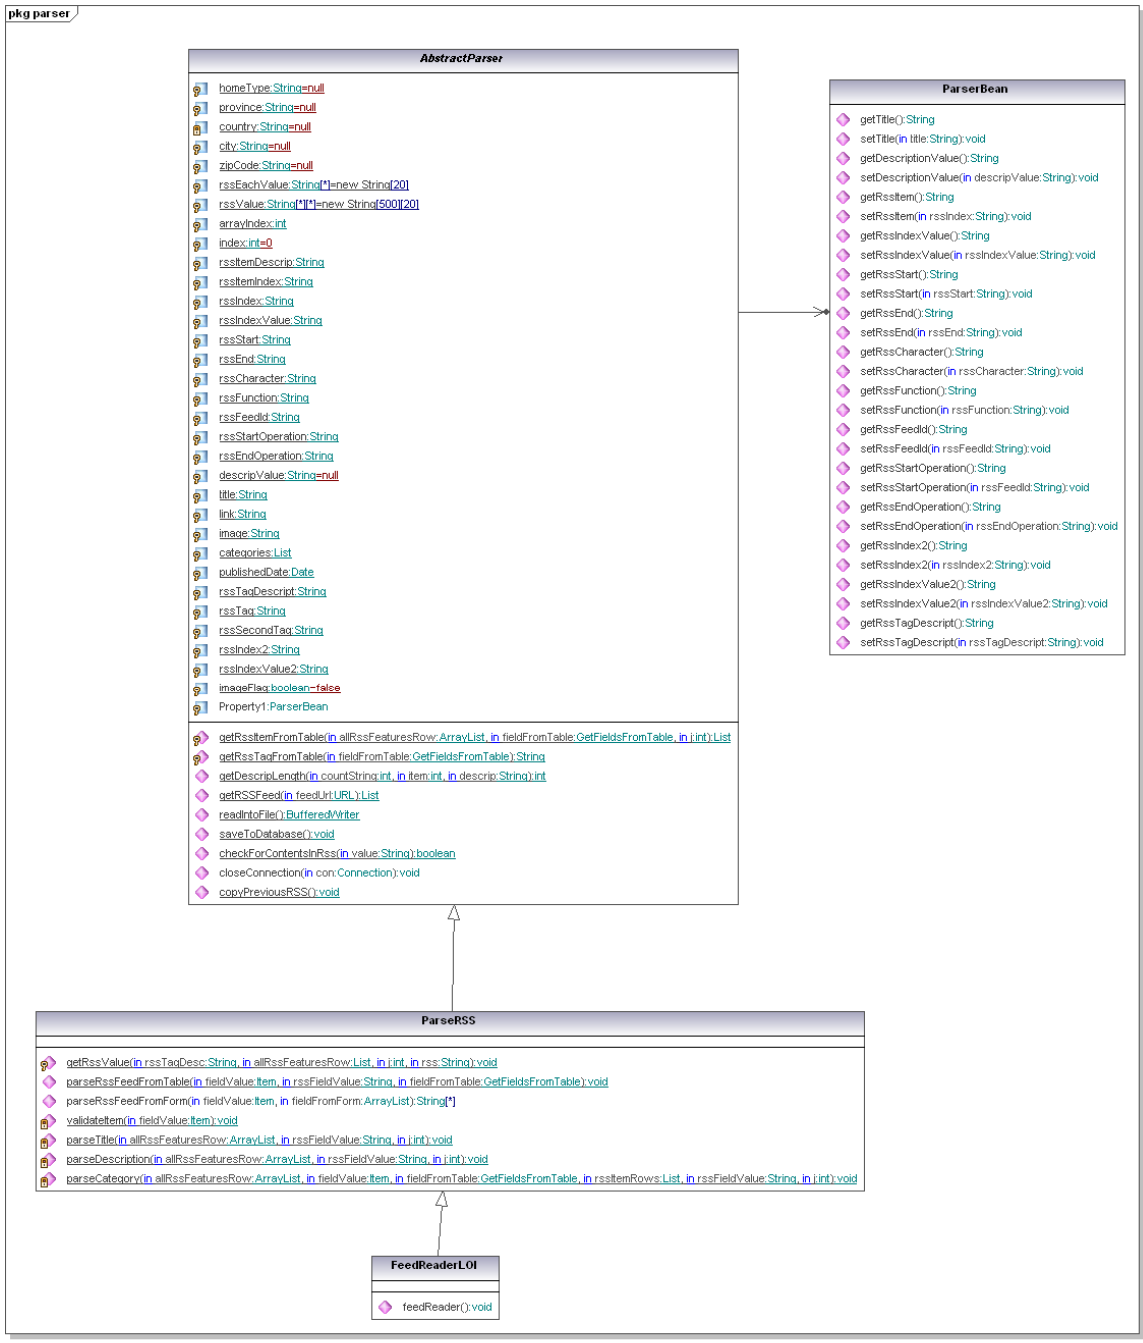 pkg parser
AbstractParser
homeType:String=null
province:String=null
country:String=null
city:String=null
zipCode:String=null
rssEachValue:String[*]=new String[20]
rssValue:String[*][*]=new String[500][20]
arrayIndex:int
index:int=0
rssItemDescrip:String
rssItemIndex:String
rssIndex:String
rssIndexValue:String
rssStart:String
rssEnd:String
rssCharacter:String
rssFunction:String
rssFeedId:String
rssStartOperation:String
rssEndOperation:String
descripValue:String=null
title:String
link:String
image:String
categories:List
publishedDate:Date
rssTagDescript:String
rssTag:String
rssSecondTag:String
rssIndex2:String
rssIndexValue2:String
imageFlag:boolean=false
Property1:ParserBean
getRssItemFromTable(in allRssFeaturesRow:ArrayList, in fieldFromTable:GetFieldsFromTable, in j:int):List
getRssTagFromTable(in fieldFromTable:GetFieldsFromTable):String
getDescripLength(in countString:int, in item:int, in descrip:String):int
getRSSFeed(in feedUrl:URL):List
readIntoFile():BufferedWriter
saveToDatabase():void
checkForContentsInRss(in value:String):boolean
closeConnection(in con:Connection):void
copyPreviousRSS():void
ParserBean
getTitle():String
setTitle(in title:String):void
getDescriptionValue():String
setDescriptionValue(in descripValue:String):void
getRssItem():String
setRssItem(in rssIndex:String):void
getRssIndexValue():String
setRssIndexValue(in rssIndexValue:String):void
getRssStart():String
setRssStart(in rssStart:String):void
getRssEnd():String
setRssEnd(in rssEnd:String):void
getRssCharacter():String
setRssCharacter(in rssCharacter:String):void
getRssFunction():String
setRssFunction(in rssFunction:String):void
getRssFeedId():String
setRssFeedId(in rssFeedId:String):void
getRssStartOperation():String
setRssStartOperation(in rssFeedId:String):void
getRssEndOperation():String
setRssEndOperation(in rssEndOperation:String):void
getRssIndex2():String
setRssIndex2(in rssIndex2:String):void
getRssIndexValue2():String
setRssIndexValue2(in rssIndexValue2:String):void
getRssTagDescript():String
setRssTagDescript(in rssTagDescript:String):void
ParseRSS
getRssValue(in rssTagDesc:String, in allRssFeaturesRow:List, in j:int, in rss:String):void
parseRssFeedFromTable(in fieldValue:Item, in rssFieldValue:String, in fieldFromTable:GetFieldsFromTable):void
parseRssFeedFromForm(in fieldValue:Item, in fieldFromForm:ArrayList):String[*]
validateItem(in fieldValue:Item):void
parseTitle(in allRssFeaturesRow:ArrayList, in rssFieldValue:String, in j:int):void
parseDescription(in allRssFeaturesRow:ArrayList, in rssFieldValue:String, in j:int):void
parseCategory(in allRssFeaturesRow:ArrayList, in fieldValue:Item, in fieldFromTable:GetFieldsFromTable, in rssItemRows:List, in rssFieldValue:String, in j:int):void
FeedReaderLOI
feedReader():void